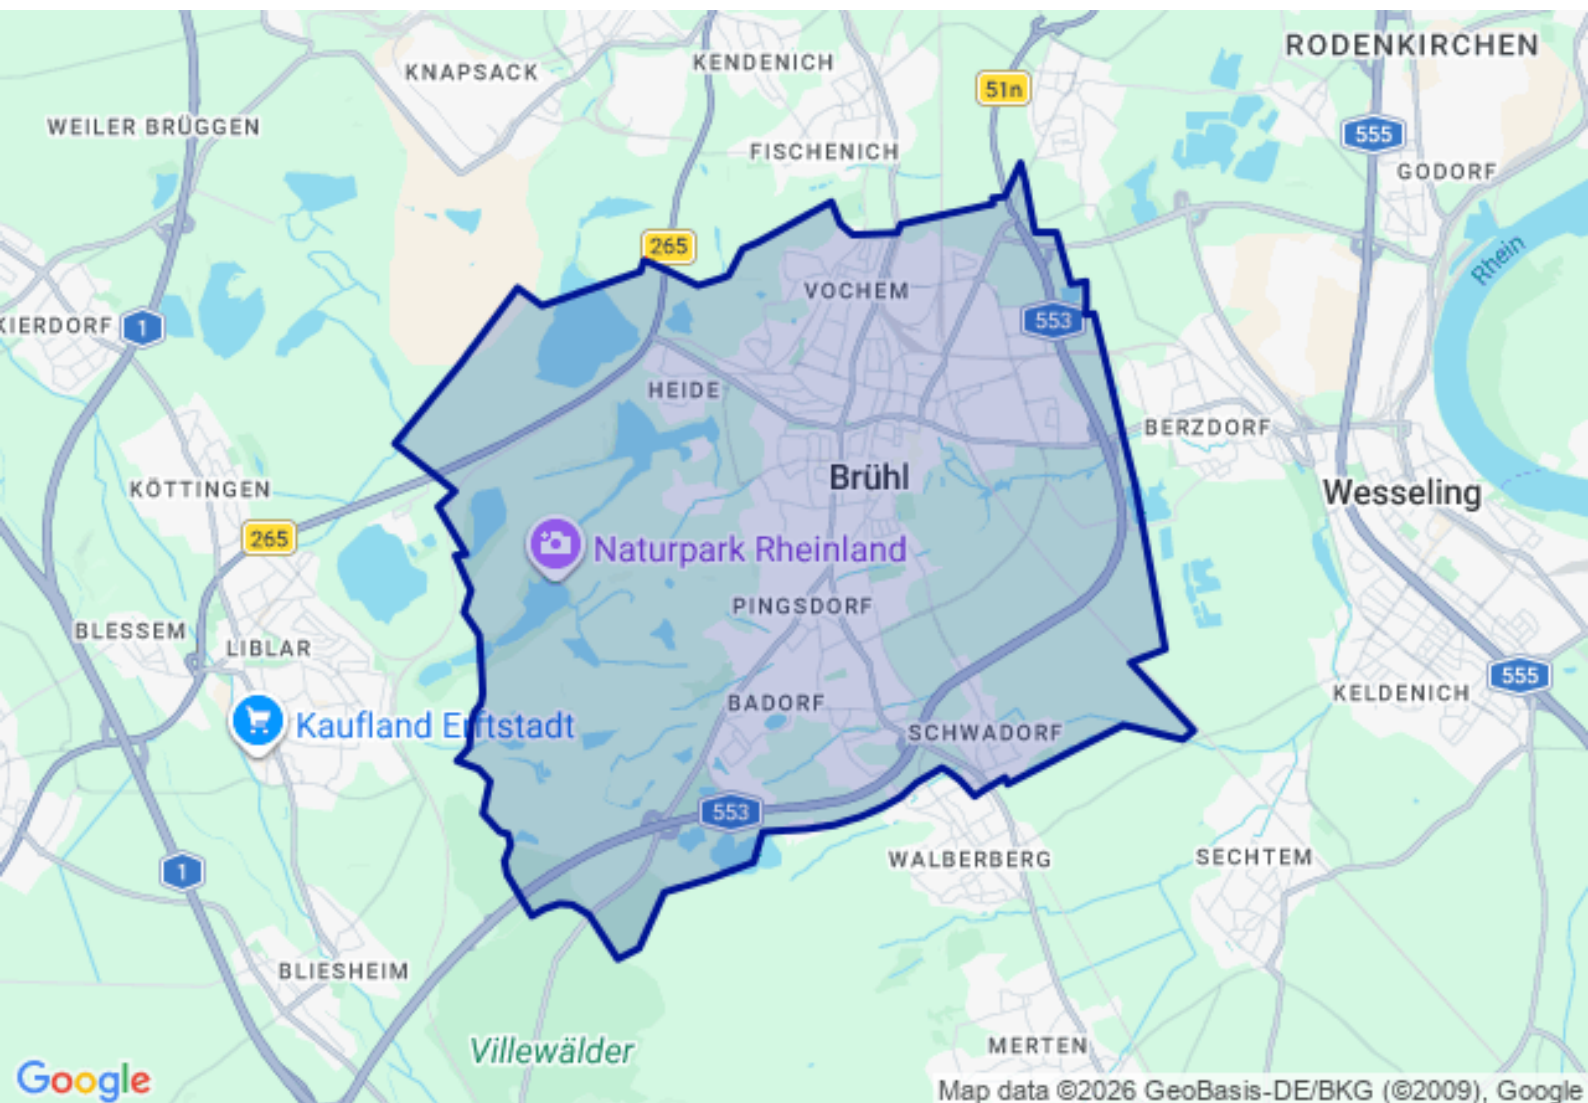 RODENKIRCHEN
KENDENICH
KNAPSACK
51n
WEILER BRÜGGEN
555
FISCHENICH
GODORF
265
Rhein
VOCHEM
KIERDORF
1
553
HEIDE
BERZDORF
Brühl
KÖTTINGEN
Wesseling
265
Naturpark Rheinland
PINGSDORF
BLESSEM
LIBLAR
555
KELDENICH
BADORF
Kaufland Erftstadt
SCHWADORF
553
WALBERBERG
SECHTEM
1
BLIESHEIM
MERTEN
Villewälder
Google
Map data ©2026 GeoBasis-DE/BKG (©2009), Google